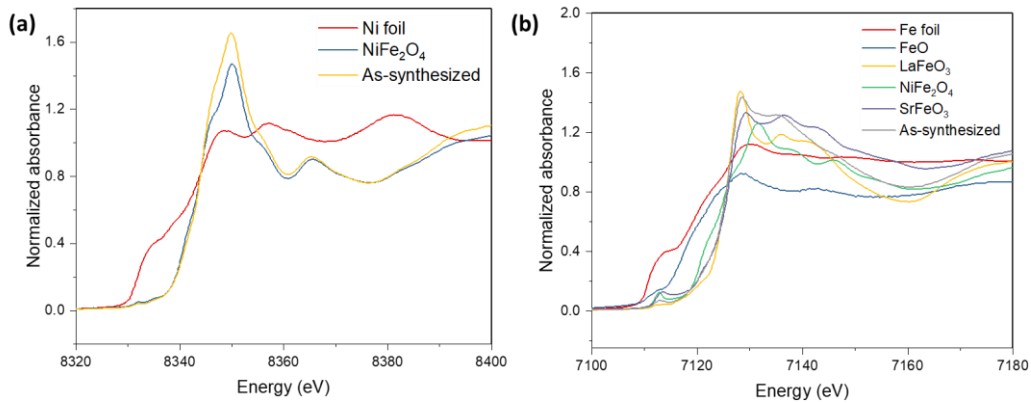 (a)
Ni foil
NiFe₂O₄
As-synthesized
1.6
1.2
0.8
0.4
0.0
Normalized absorbance
8320
8340
8360
8380
8400
Energy (eV)
(b)
Fe foil
FeO
LaFeO₃
NiFe₂O₄
SrFeO₃
As-synthesized
2.0
1.6
1.2
0.8
0.4
0.0
Normalized absorbance
7100
7120
7140
7160
7180
Energy (eV)